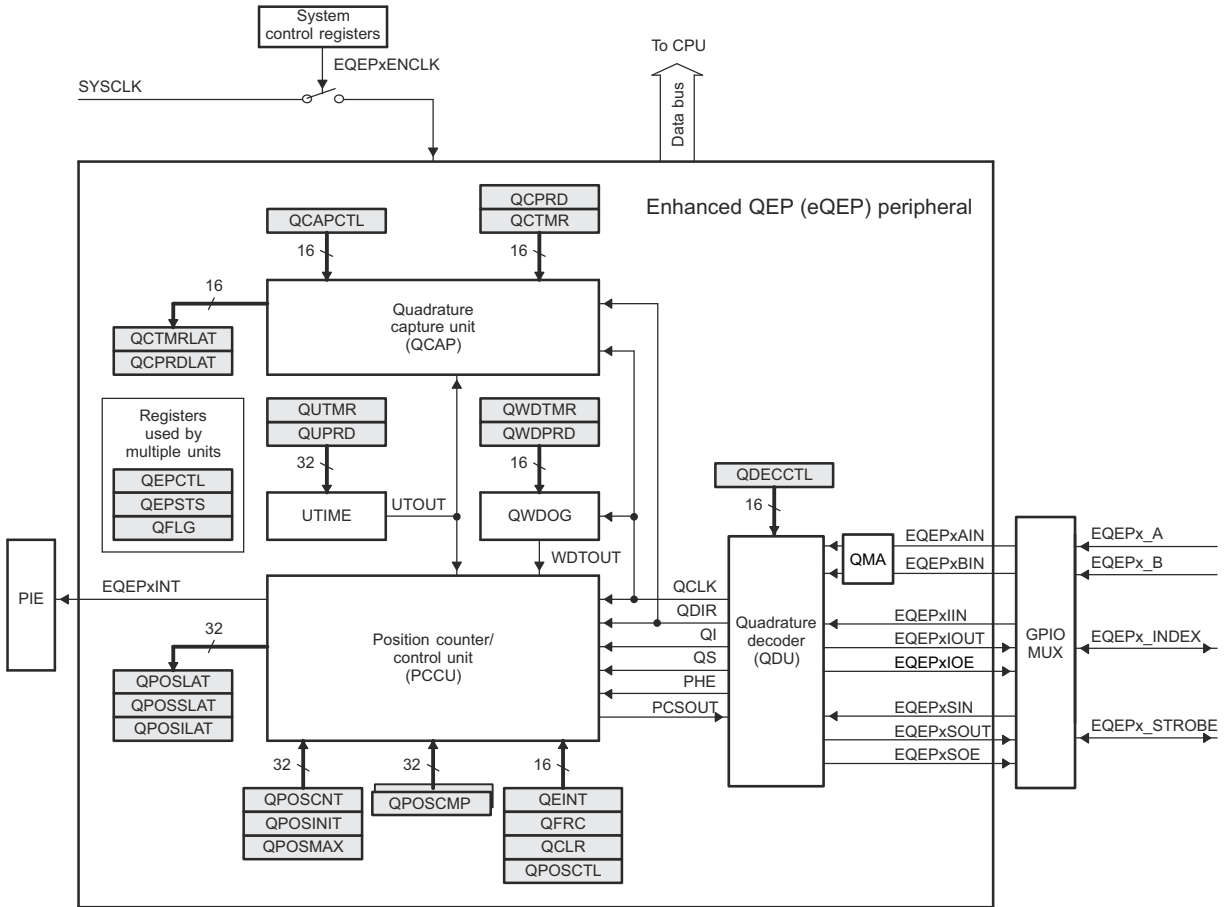 System
control registers
To CPU
EQEPxENCLK
SYSCLK
Data bus
Enhanced QEP (eQEP) peripheral
QCPRD
QCAPCTL
QCTMR
16
16
16
Quadrature
capture unit
(QCAP)
QCTMRLAT
QCPRDLAT
Registers
used by
multiple units
QEPCTL
QEPSTS
QFLG
QUTMR
QUPRD
32
QWDTMR
QWDPRD
16
UTIME
UTOUT
QWDOG
WDTOUT
QDECCTL
16
EQEPxAIN
QMA
EQEPxBIN
EQEPx_A
EQEPx_B
PIE
EQEPxINT
QCLK
QDIR
QI
QS
PHE
PCSOUT
Position counter/
control unit
(PCCU)
Quadrature
decoder
(QDU)
EQEPxIIN
EQEPxIOUT
EQEPxIOE
EQEPxSIN
EQEPxSOUT
EQEPxSOE
GPIO
MUX
EQEPx_INDEX
EQEPx_STROBE
32
QPOSLAT
QPOSSLAT
QPOSILAT
32
32
16
QPOSCNT
QPOSINIT
QPOSMAX
QPOSCMP
QEINT
QFRC
QCLR
QPOSCTL